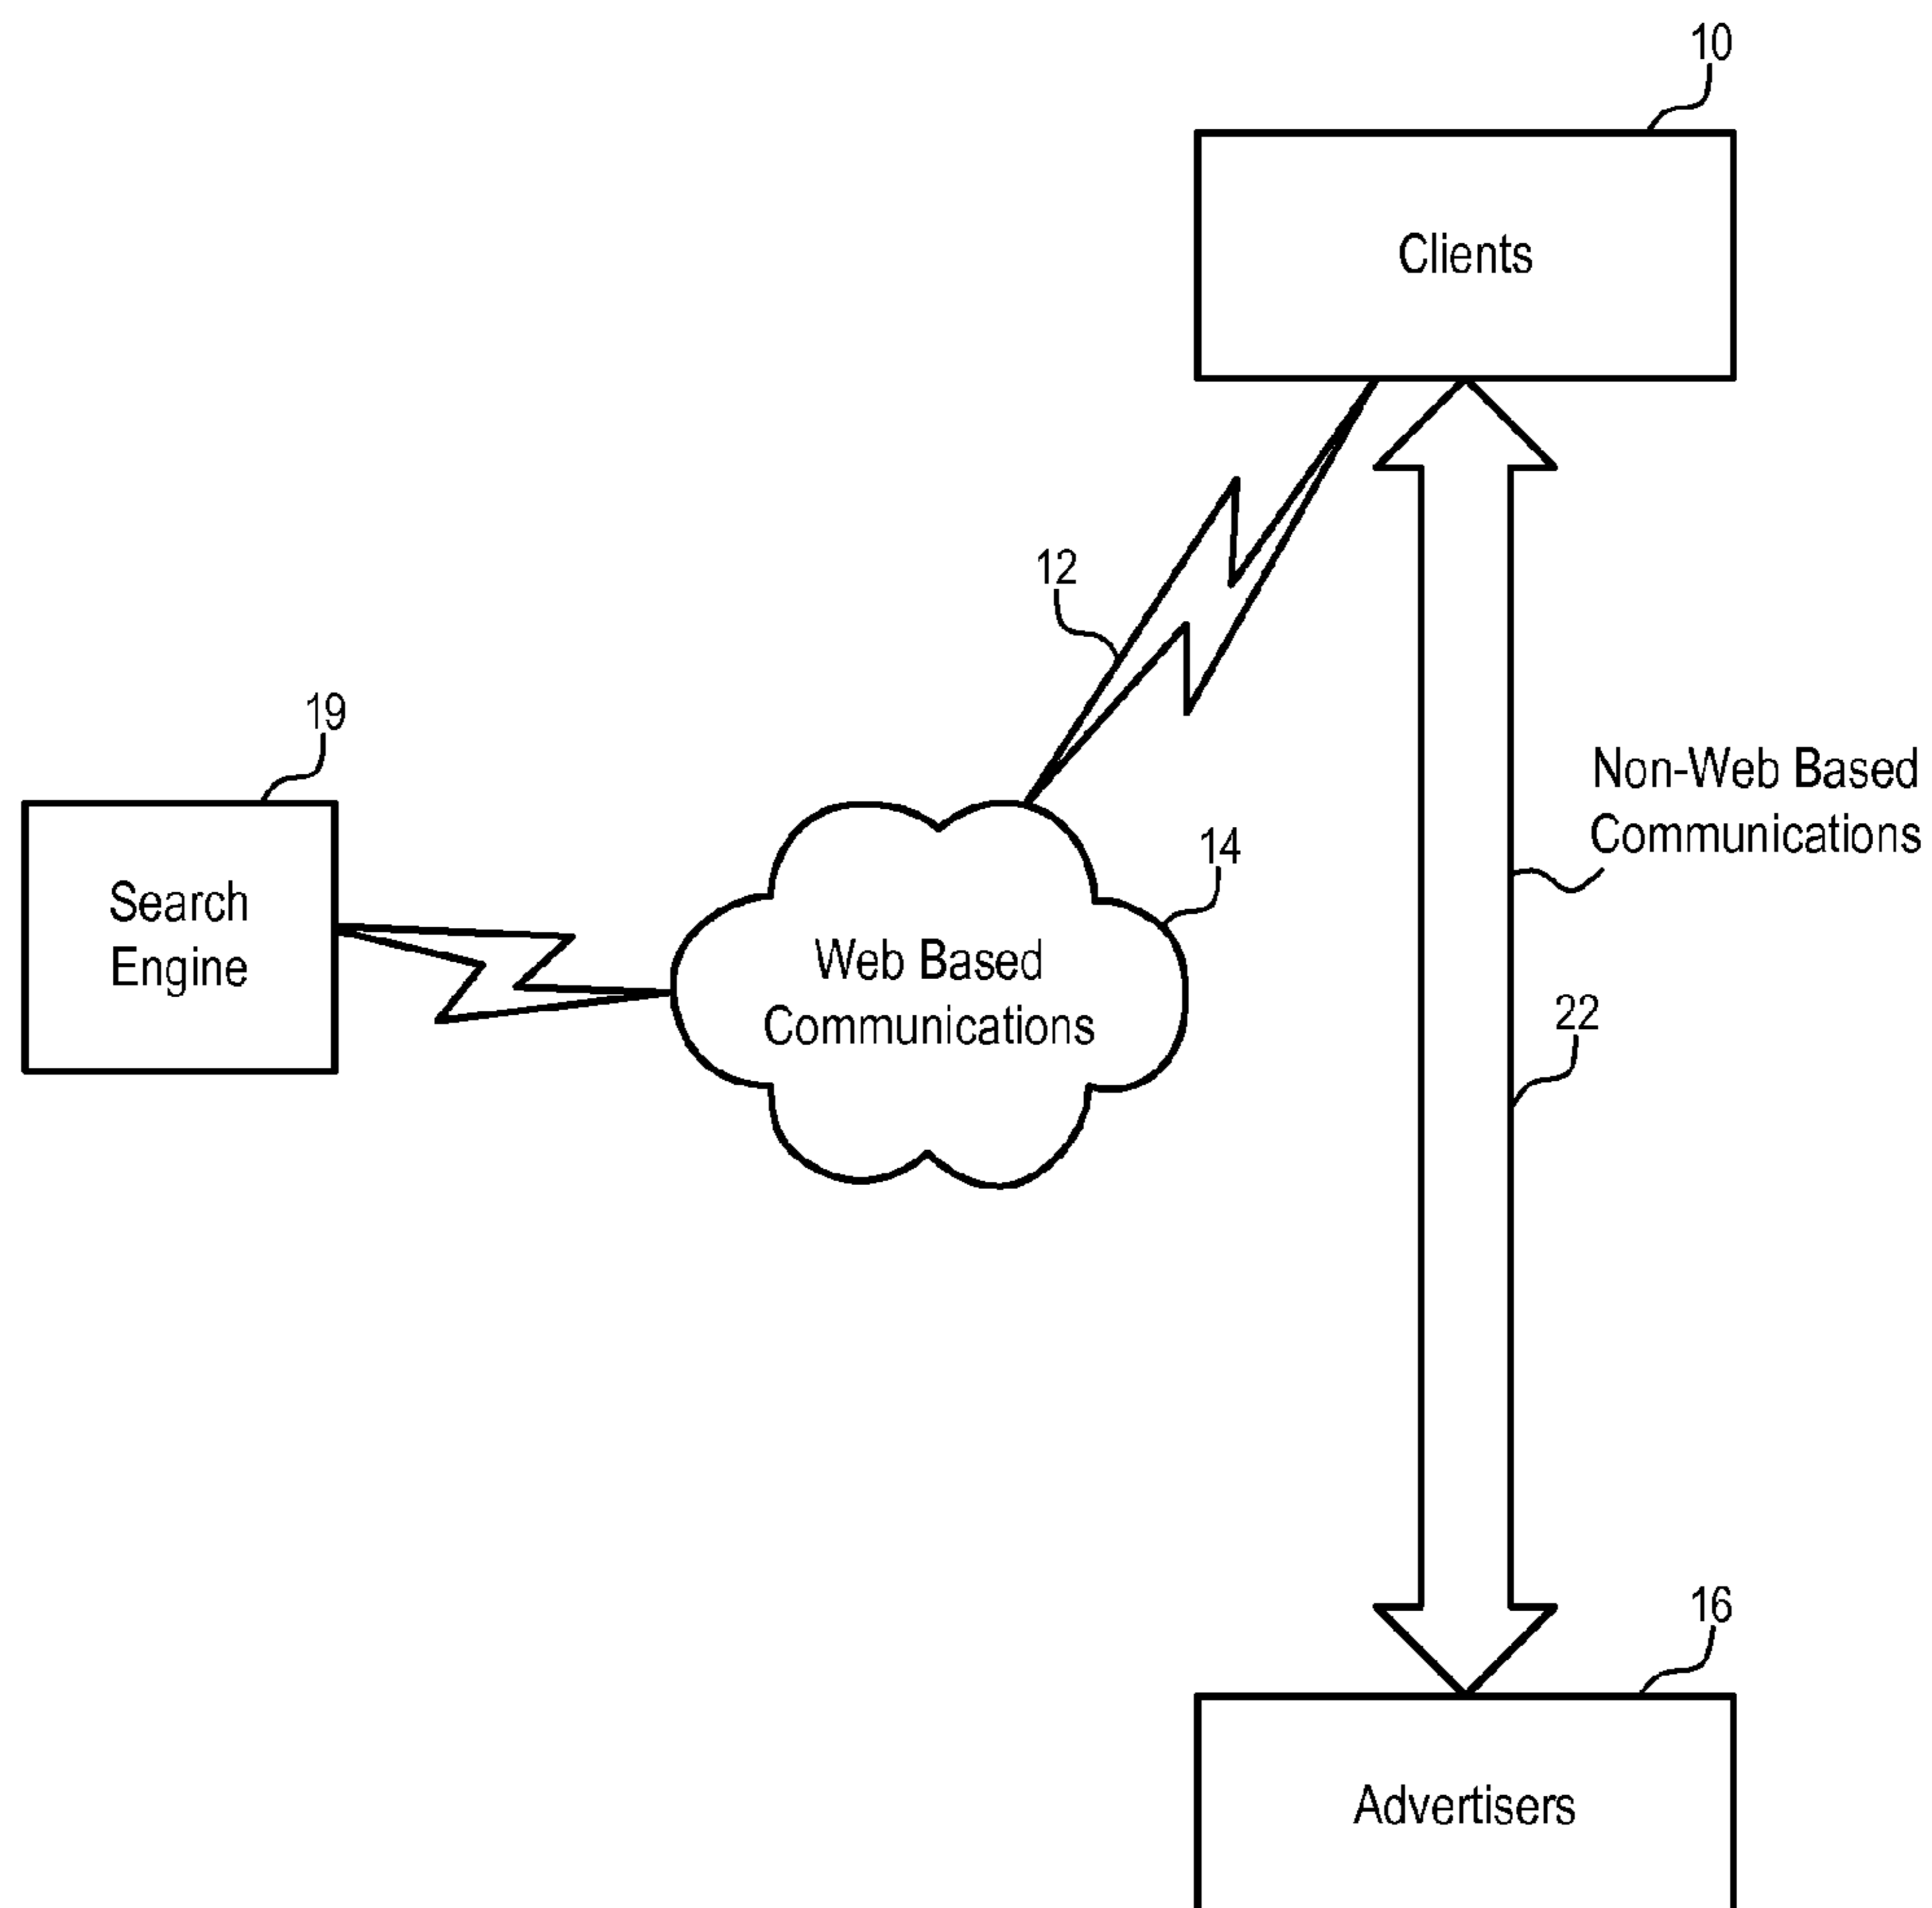 10
Clients
12
19
Non-Web Based
Communications
14
Search
Engine
Web Based
Communications
22
16
Advertisers